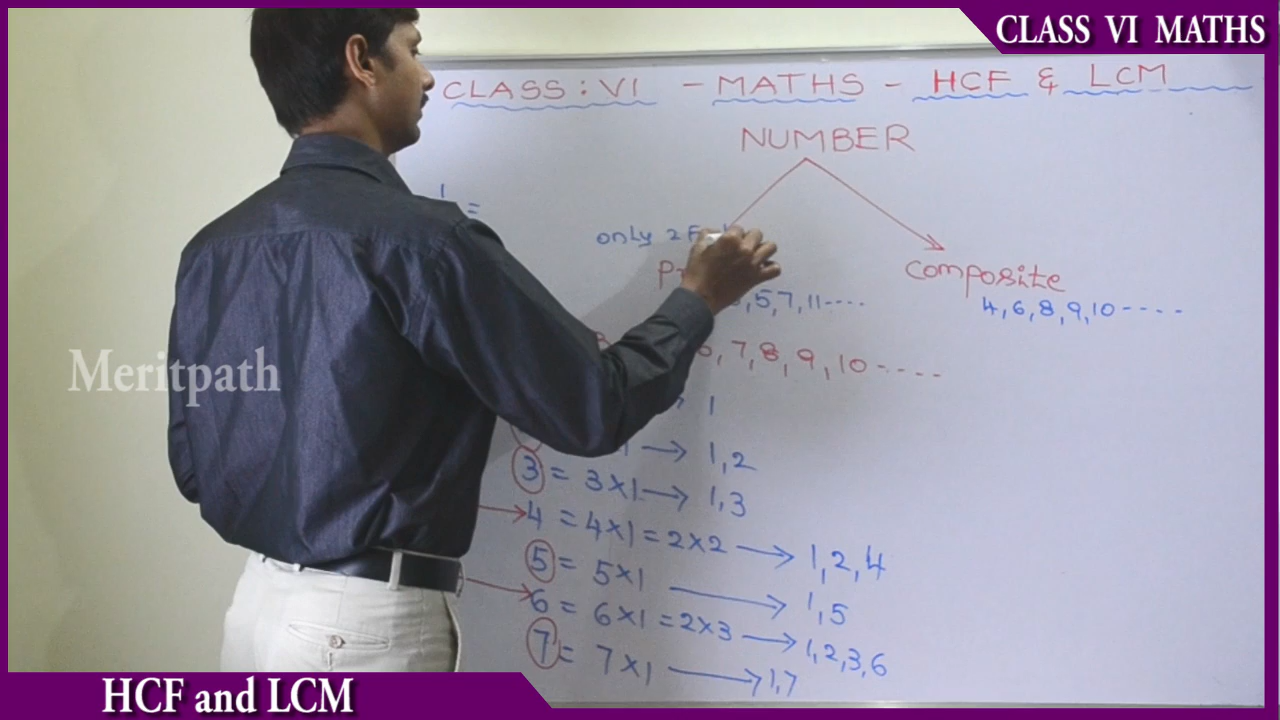 CLASS VI MATHS
CLASS : VI - MATHS - HCF & LCM
NUMBER
1
=
only 2
composite
,5,7,11----
4,6,8,9,10----
,7,8,9,10----
→ 1
→ 1,2
3 = 3×1 → 1,3
4 = 4×1 = 2×2 → 1,2,4
5 = 5×1 → 1,5
6 = 6×1 = 2×3 → 1,2,3,6
7 = 7×1 → 1,7
Meritpath
HCF and LCM